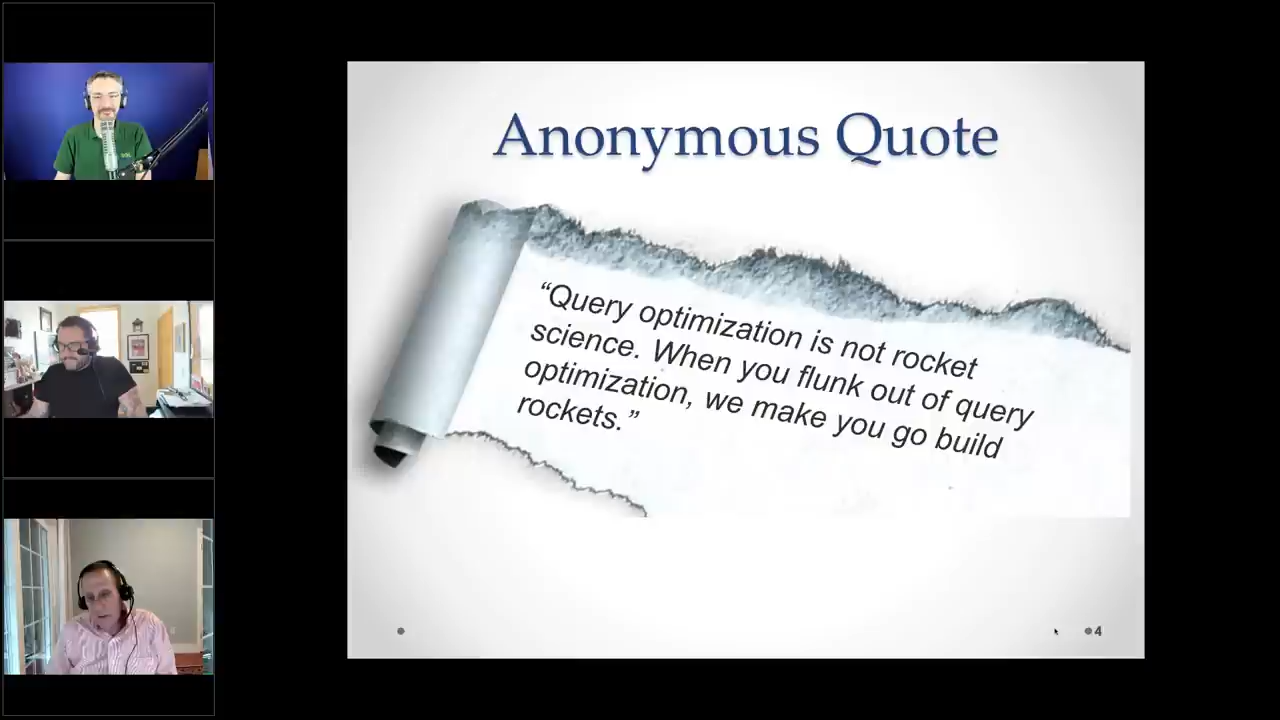 Anonymous Quote
“Query optimization is not rocket
science. When you flunk out of query
optimization, we make you go build
rockets.”
4